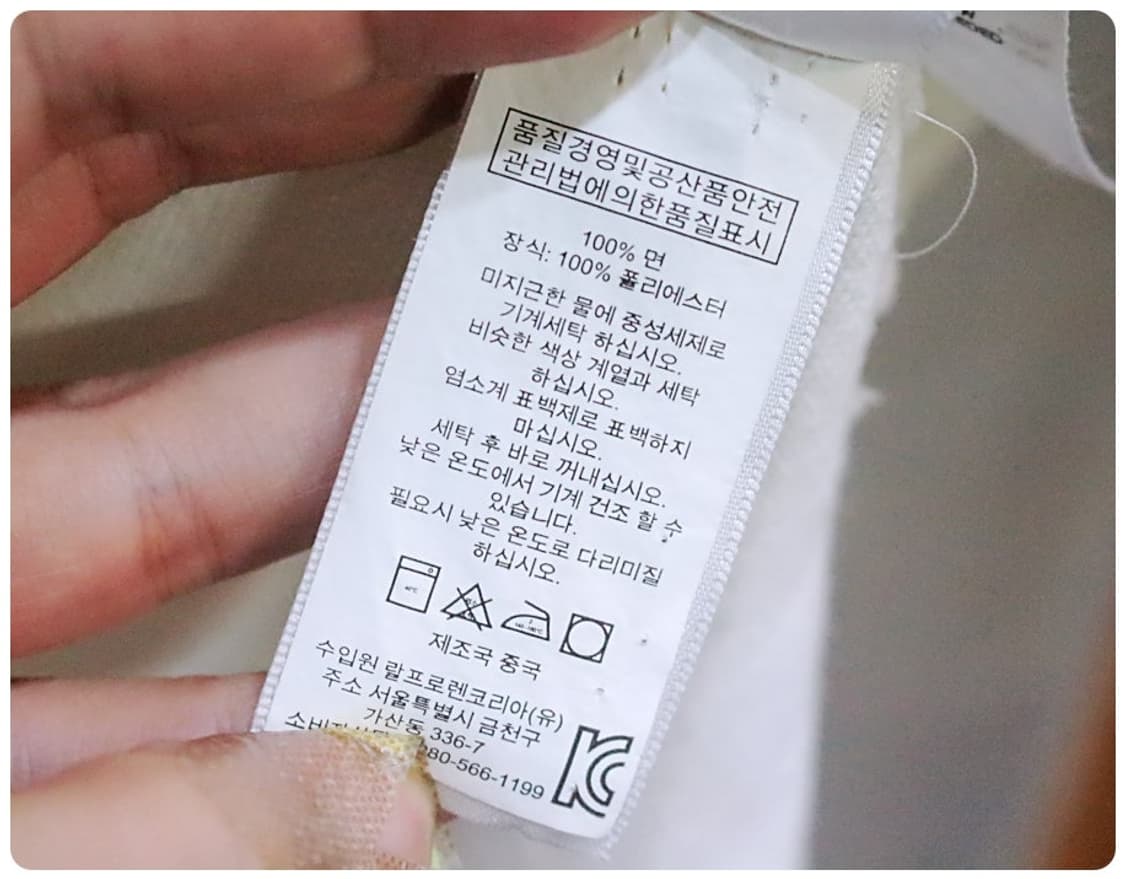 품질경영및공산품안전
관리법에의한품질표시
100% 면
장식: 100% 폴리에스터
미지근한 물에 중성세제로
기계세탁 하십시오.
비슷한 색상 계열과 세탁
하십시오.
염소계 표백제로 표백하지
마십시오.
세탁 후 바로 꺼내십시오.
낮은 온도에서 기계 건조 할 수
있습니다.
필요시 낮은 온도로 다리미질
하십시오.
제조국 중국
수입원 랄프로렌코리아(유)
주소 서울특별시 금천구
가산동 336-7
80-566-1199